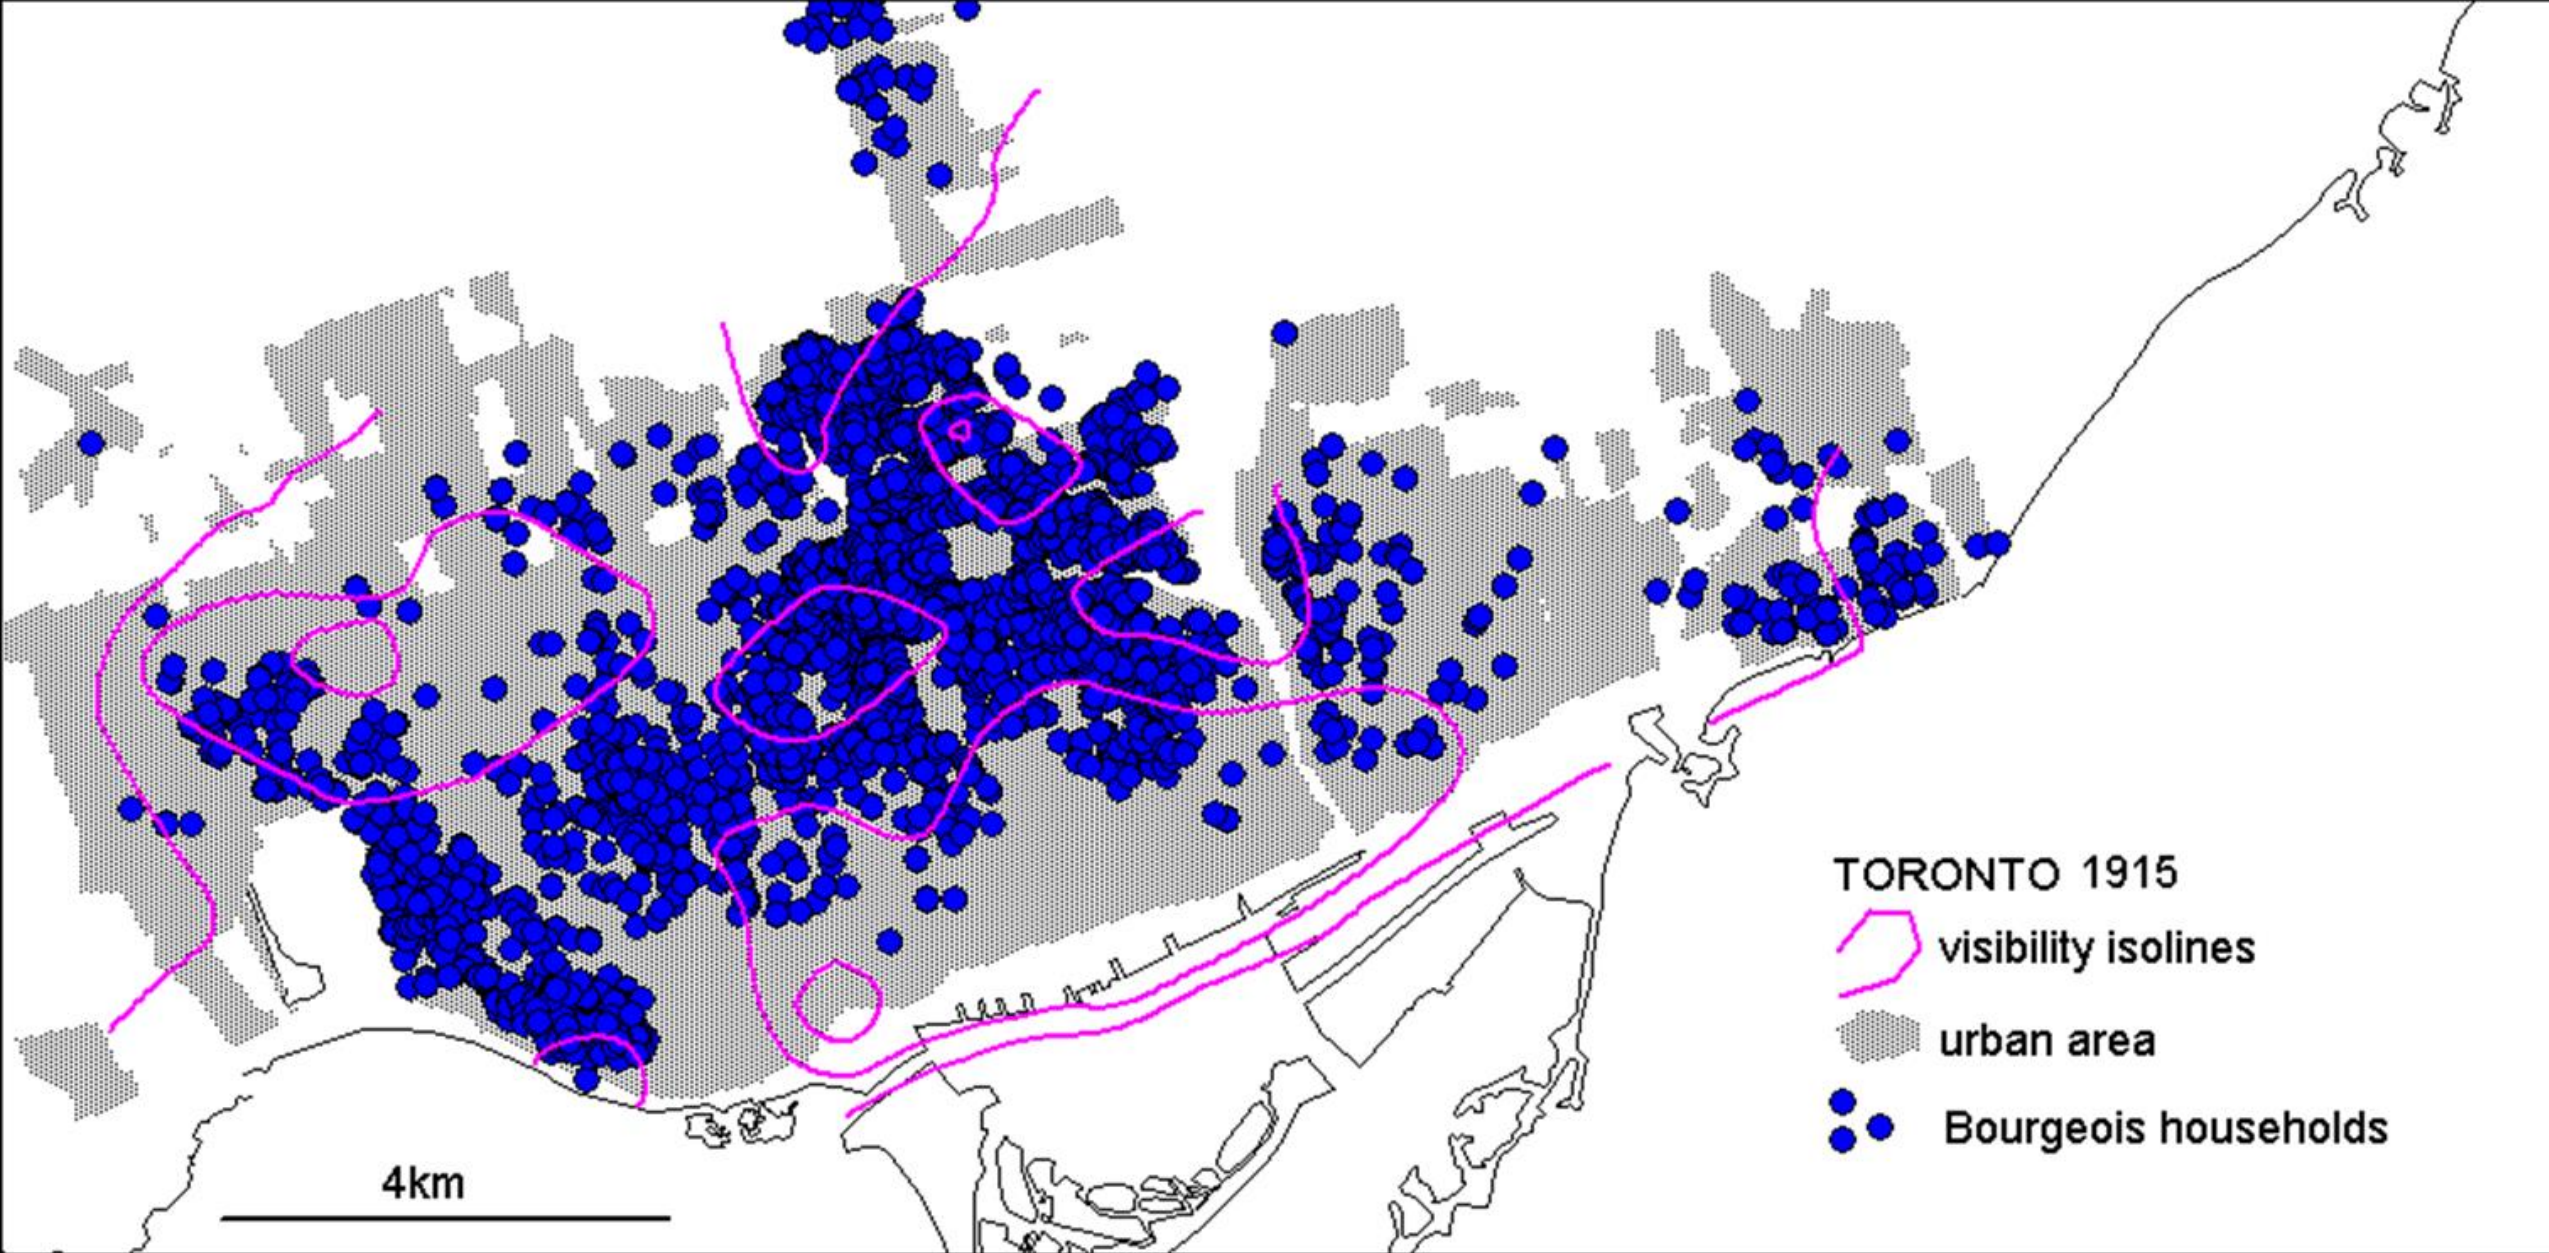 TORONTO 1915
visibility isolines
urban area
Bourgeois households
4km